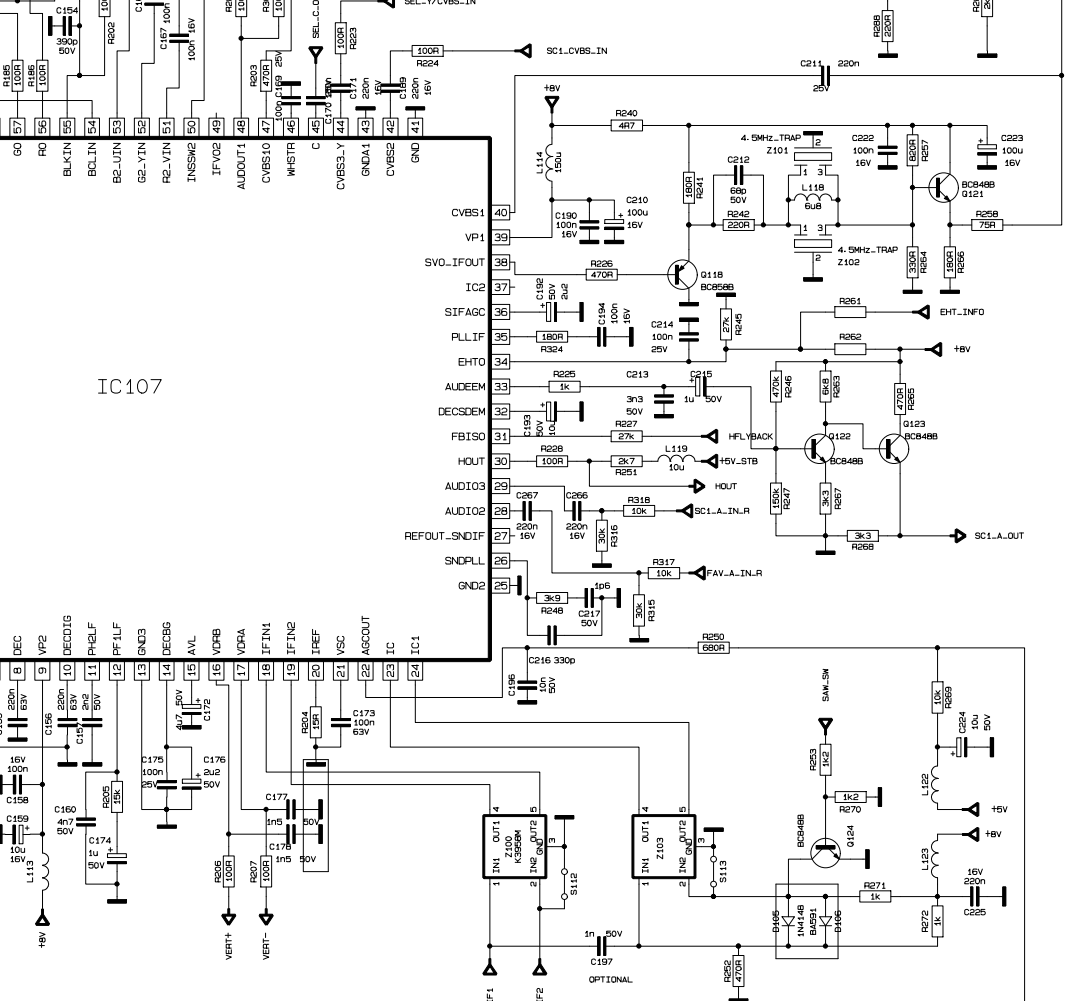 C154
390p
50V
R202
C167
100n
100n 16V
R203
470R
25V
C169
100n
SEL_C_O
C170
R223
100R
C171
220n
16V
C189
220n
16V
SEL_Y/CVBS_IN
100R
R224
SC1_CVBS_IN
R288
220R
C211
220n
25V
R185
100R
R186
100R
57
56
55
54
53
52
51
50
49
48
47
46
45
44
43
42
41
GO
RO
BLKIN
BCLIN
B2_UIN
G2_YIN
R2_VIN
INSSW2
IFVO2
AUDOUT1
CVBS10
WHSTR
C
CVBS3_Y
GNDA1
CVBS2
GND
+8V
L114
150u
R240
4R7
C190
100n
16V
C210
100u
16V
R241
180R
C212
68p
50V
R242
220R
4.5MHz_TRAP
Z101
2
1
3
L118
6u8
1
3
2
4.5MHz_TRAP
Z102
C222
100n
16V
R257
820R
C223
100u
16V
BC848B
Q121
R258
75R
R264
330R
R266
180R
CVBS1
40
VP1
39
SVO_IFOUT
38
IC2
37
SIFAGC
36
PLLIF
35
EHTO
34
AUDEEM
33
DECSDEM
32
FBISO
31
HOUT
30
AUDIO3
29
AUDIO2
28
REFOUT_SNDIF
27
SNDPLL
26
GND2
25
IC107
R226
470R
Q118
BC858B
C192
50V
2u2
180R
R324
C194
100n
16V
C214
100n
25V
27k
R245
R261
EHT_INFO
R262
+8V
R225
1k
C213
3n3
50V
C215
1u
50V
C193
50V
10u
R227
27k
HFLYBACK
R228
100R
2k7
R251
L119
10u
+5V_STB
HOUT
470k
R246
6k8
R263
470R
R265
Q122
BC848B
Q123
BC848B
150k
R247
3k3
R267
3k3
R268
SC1_A_OUT
C267
220n
16V
C266
220n
16V
R318
10k
SC1_A_IN_R
30k
R316
R317
10k
FAV_A_IN_R
30k
R315
3k9
R248
1p6
C217
50V
C216 330p
R250
680R
C196
10n
50V
DEC
VP2
DECDIG
PH2LF
PF1LF
GND3
DECBG
AVL
VDRB
VDRA
IFIN1
IFIN2
IREF
VSC
AGCOUT
IC
IC1
8
9
10
11
12
13
14
15
16
17
18
19
20
21
22
23
24
220n
63V
C156
220n
63V
C157
2n2
50V
16V
100n
C158
C159
10u
16V
L113
+8V
C160
4n7
50V
R205
15k
C174
1u
50V
C175
100n
25V
C176
2u2
50V
50V
4u7
C172
R204
15R
C173
100n
63V
C177
1n5
50V
C178
1n5
50V
R206
100R
R207
100R
VERT+
VERT-
4
5
OUT1
OUT2
GND
3
Z100
K3958M
IN1
IN2
1
2
S112
4
5
OUT1
OUT2
GND
3
Z103
IN1
IN2
1
2
S113
1n
50V
C197
OPTIONAL
SAW_SW
R253
1k2
1k2
R270
BC848B
Q124
D105
1N4148
BA591
D106
R271
1k
R252
470R
10k
R269
C224
10u
50V
L122
+5V
+8V
L123
16V
220n
C225
R272
1k